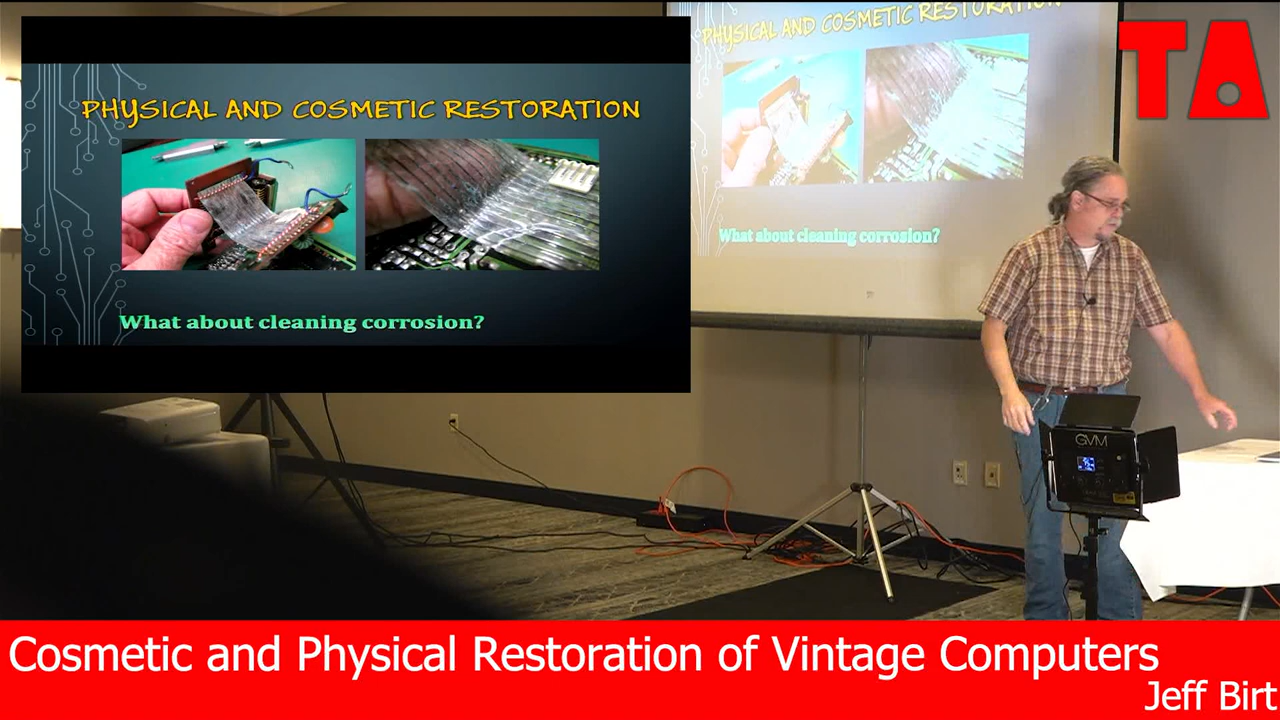 PHYSICAL AND COSMETIC RESTORATION
What about cleaning corrosion?
PHYSICAL AND COSMETIC RESTORATION
What about cleaning corrosion?
TA
GVM
Cosmetic and Physical Restoration of Vintage Computers
Jeff Birt